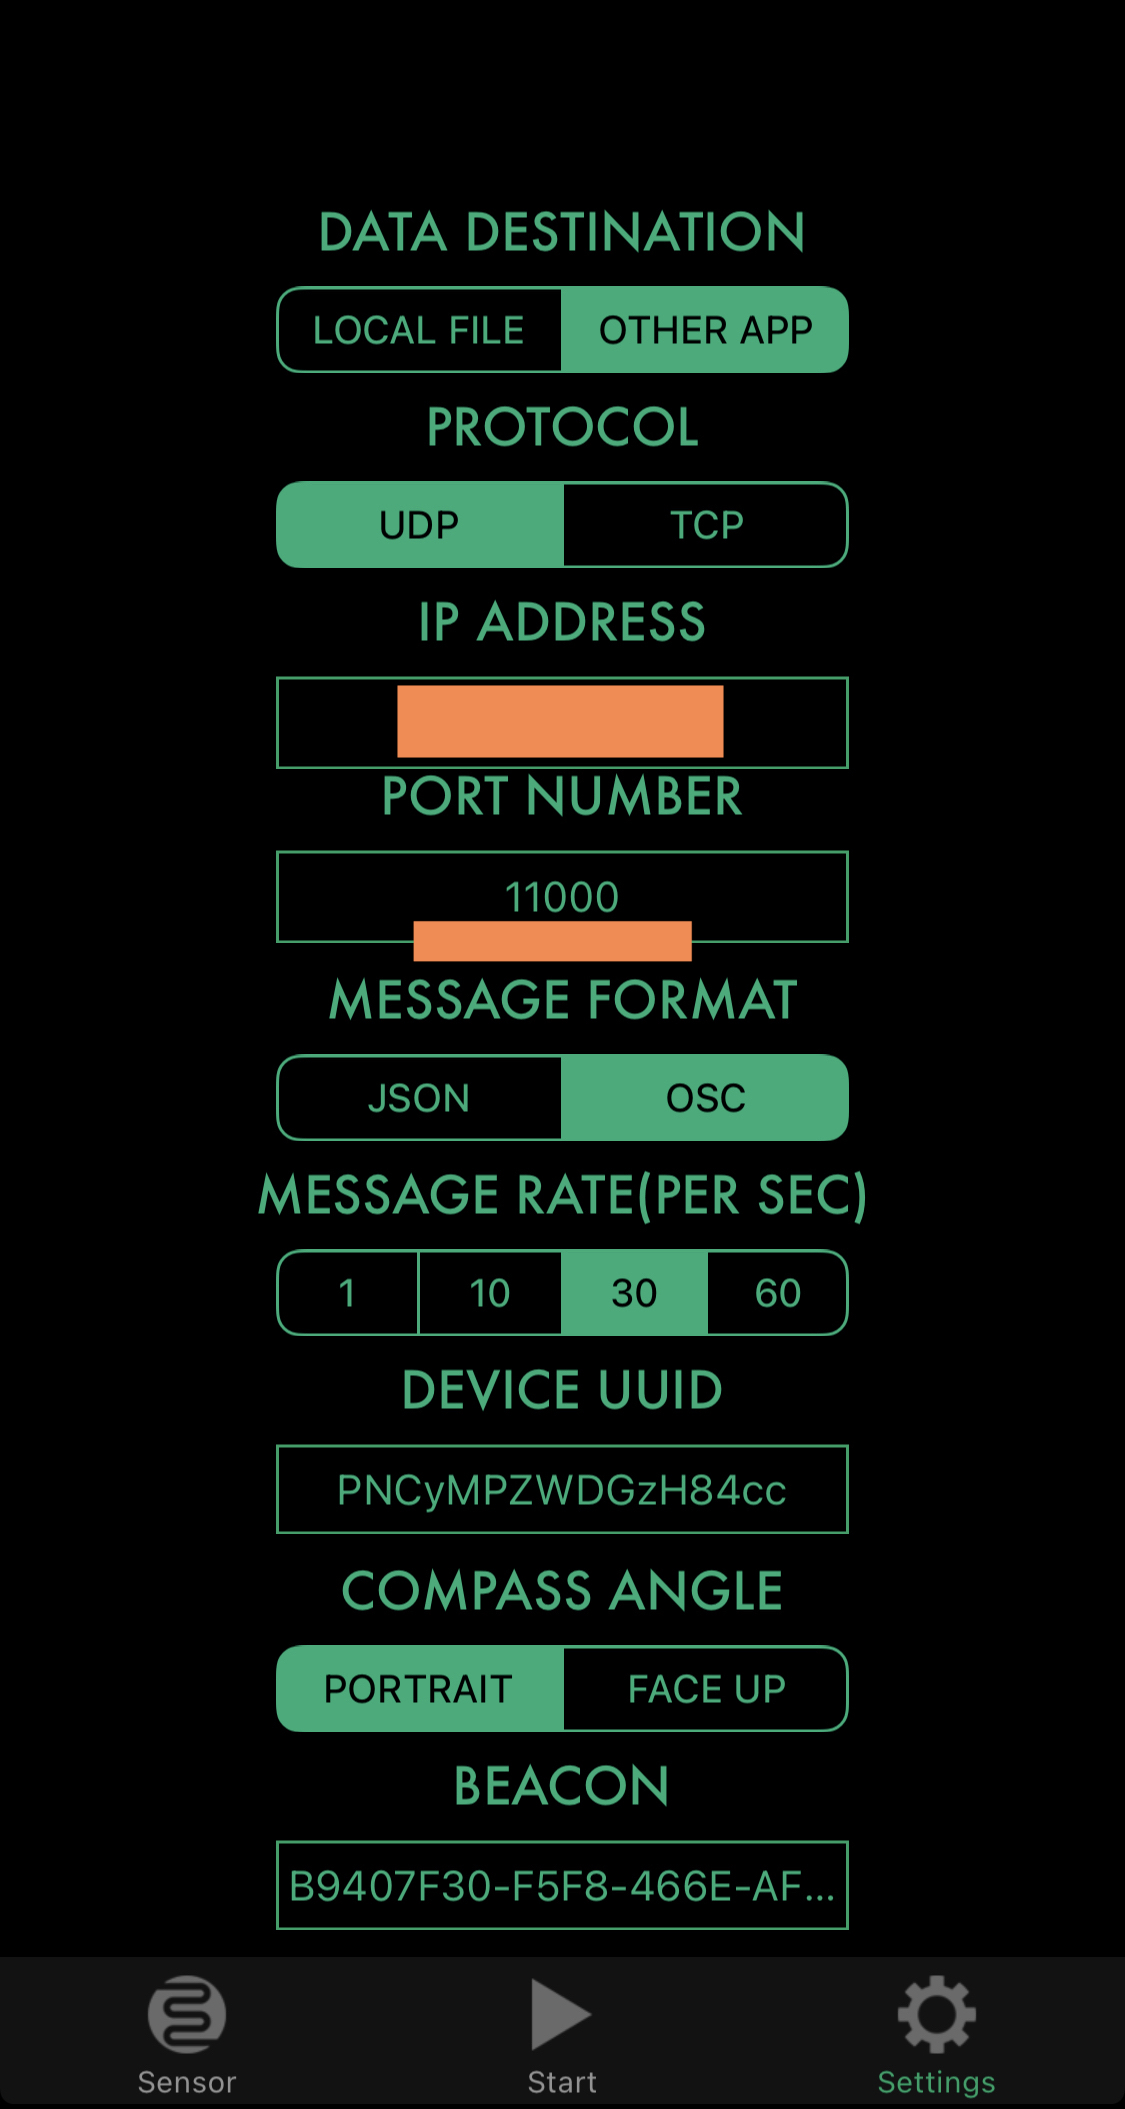 DATA DESTINATION
LOCAL FILE OTHER APP
PROTOCOL
UDP TCP
IP ADDRESS
PORT NUMBER
11000
MESSAGE FORMAT
JSON OSC
MESSAGE RATE(PER SEC)
1 10 30 60
DEVICE UUID
PNCyMPZWDGzH84cc
COMPASS ANGLE
PORTRAIT FACE UP
BEACON
B9407F30-F5F8-466E-AF...
Sensor Start Settings